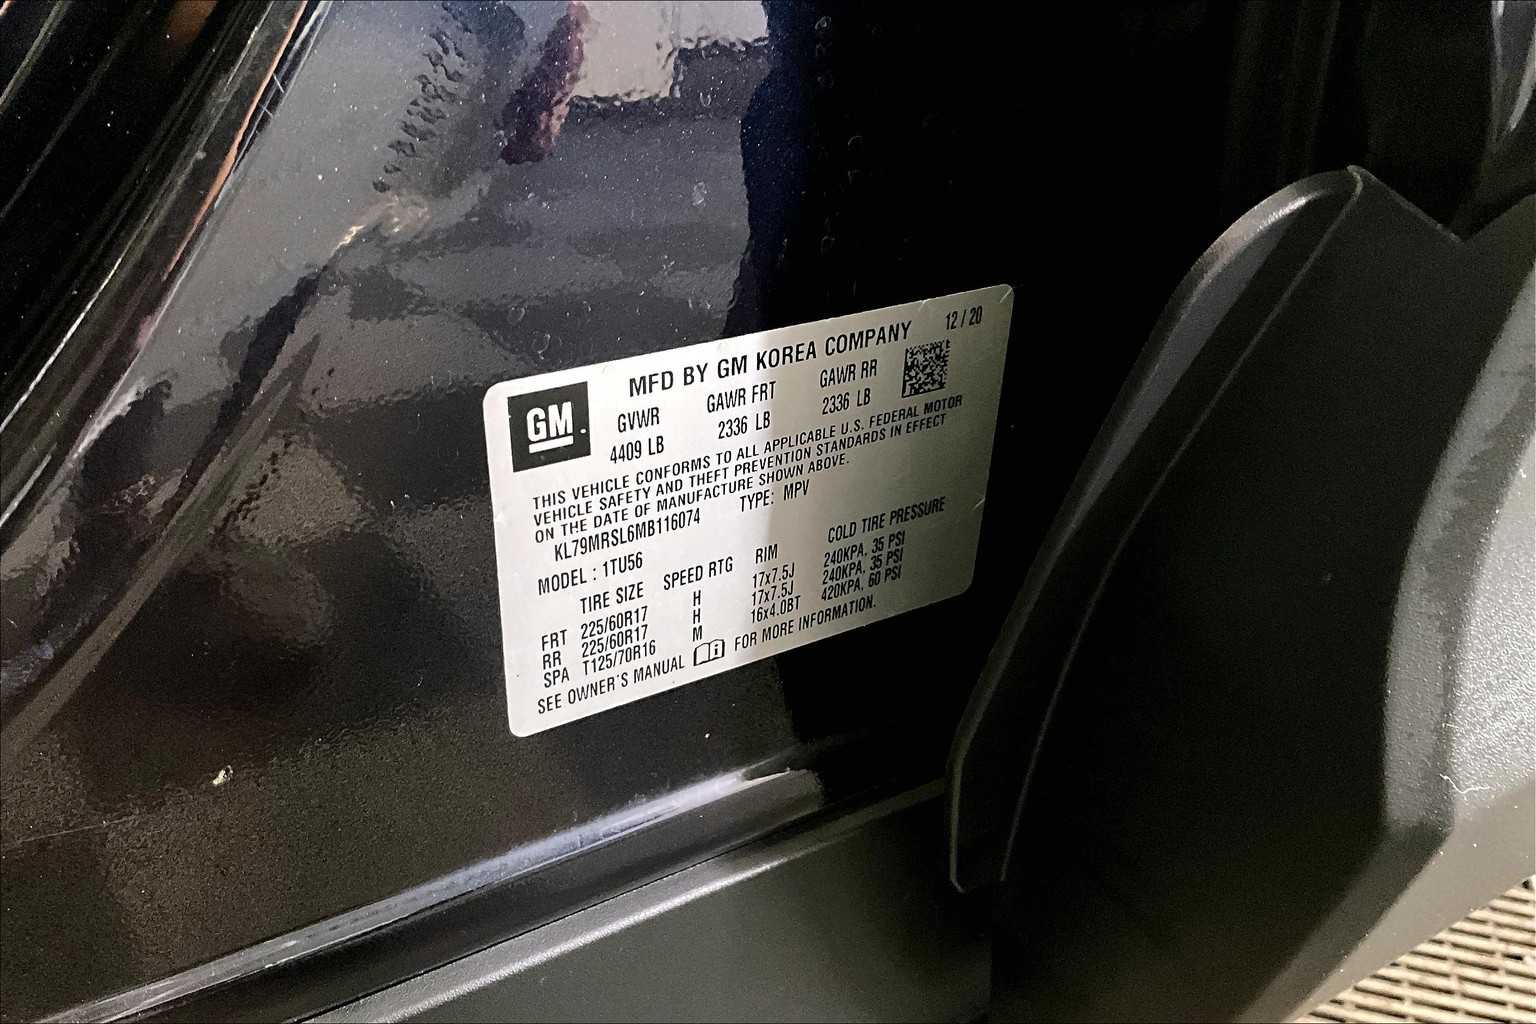 MFD BY GM KOREA COMPANY 12 / 20
GM
GVWR GAWR FRT GAWR RR
4409 LB 2336 LB 2336 LB
THIS VEHICLE CONFORMS TO ALL APPLICABLE U.S. FEDERAL MOTOR
VEHICLE SAFETY AND THEFT PREVENTION STANDARDS IN EFFECT
ON THE DATE OF MANUFACTURE SHOWN ABOVE.
KL79MRSL6MB116074 TYPE: MPV
MODEL : 1TU56
TIRE SIZE SPEED RTG RIM COLD TIRE PRESSURE
FRT 225/60R17 H 17x7.5J 240KPA, 35 PSI
RR 225/60R17 H 17x7.5J 240KPA, 35 PSI
SPA T125/70R16 M 16x4.0BT 420KPA, 60 PSI
SEE OWNER'S MANUAL FOR MORE INFORMATION.